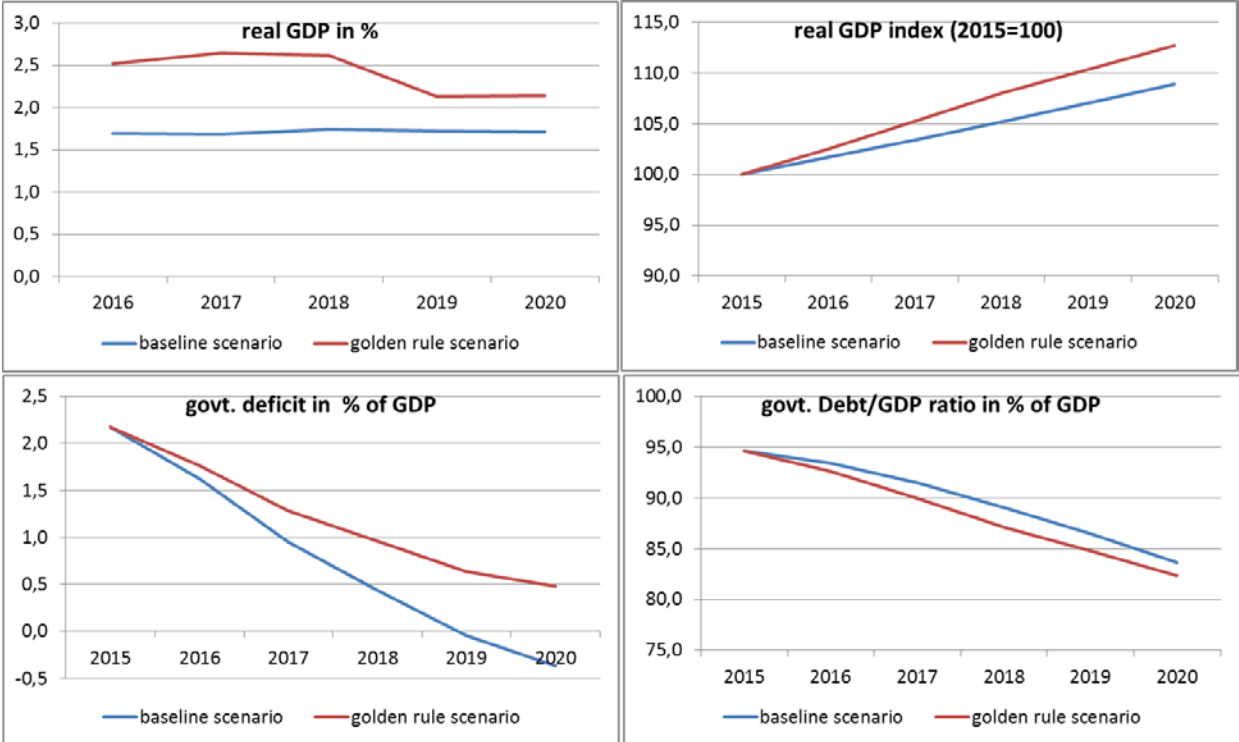 real GDP in %
3,0
2,5
2,0
1,5
1,0
0,5
0,0
2016 2017 2018 2019 2020
baseline scenario golden rule scenario
real GDP index (2015=100)
115,0
110,0
105,0
100,0
95,0
90,0
2015 2016 2017 2018 2019 2020
baseline scenario golden rule scenario
govt. deficit in % of GDP
2,5
2,0
1,5
1,0
0,5
0,0
-0,5
2015 2016 2017 2018 2019 2020
baseline scenario golden rule scenario
govt. Debt/GDP ratio in % of GDP
100,0
95,0
90,0
85,0
80,0
75,0
2015 2016 2017 2018 2019 2020
baseline scenario golden rule scenario